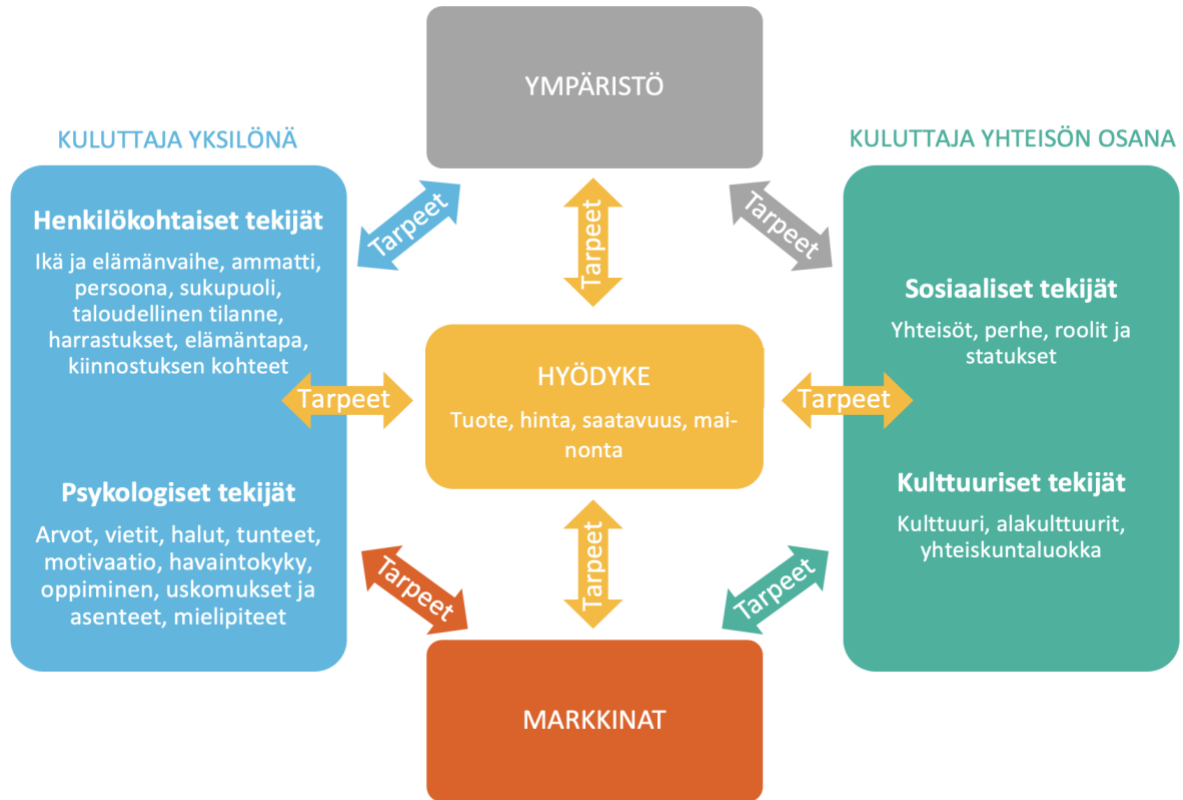 YMPÄRISTÖ
KULUTTAJA YKSILÖNÄ
KULUTTAJA YHTEISÖN OSANA
Henkilökohtaiset tekijät
Ikä ja elämänvaihe, ammatti,
persoona, sukupuoli,
taloudellinen tilanne,
harrastukset, elämäntapa,
kiinnostuksen kohteet
Psykologiset tekijät
Arvot, vietit, halut, tunteet,
motivaatio, havaintokyky,
oppiminen, uskomukset ja
asenteet, mielipiteet
Tarpeet
Tarpeet
Tarpeet
Tarpeet
HYÖDYKE
Tuote, hinta, saatavuus, mai-
nonta
Tarpeet
Tarpeet
Tarpeet
Tarpeet
Sosiaaliset tekijät
Yhteisöt, perhe, roolit ja
statukset
Kulttuuriset tekijät
Kulttuuri, alakulttuurit,
yhteiskuntaluokka
MARKKINAT